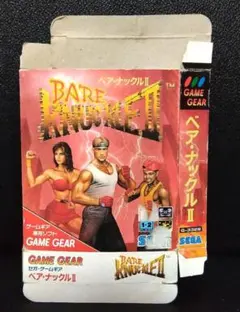 BARE
KNUCKLE II
TM
ベア・ナックルII
ゲームギア
専用ソフト
GAME GEAR
GAME GEAR
セガ・ゲームギア
ベア・ナックルII
BARE
KNUCKLE II
GAME
GEAR
ベア・ナックルII
SEGA